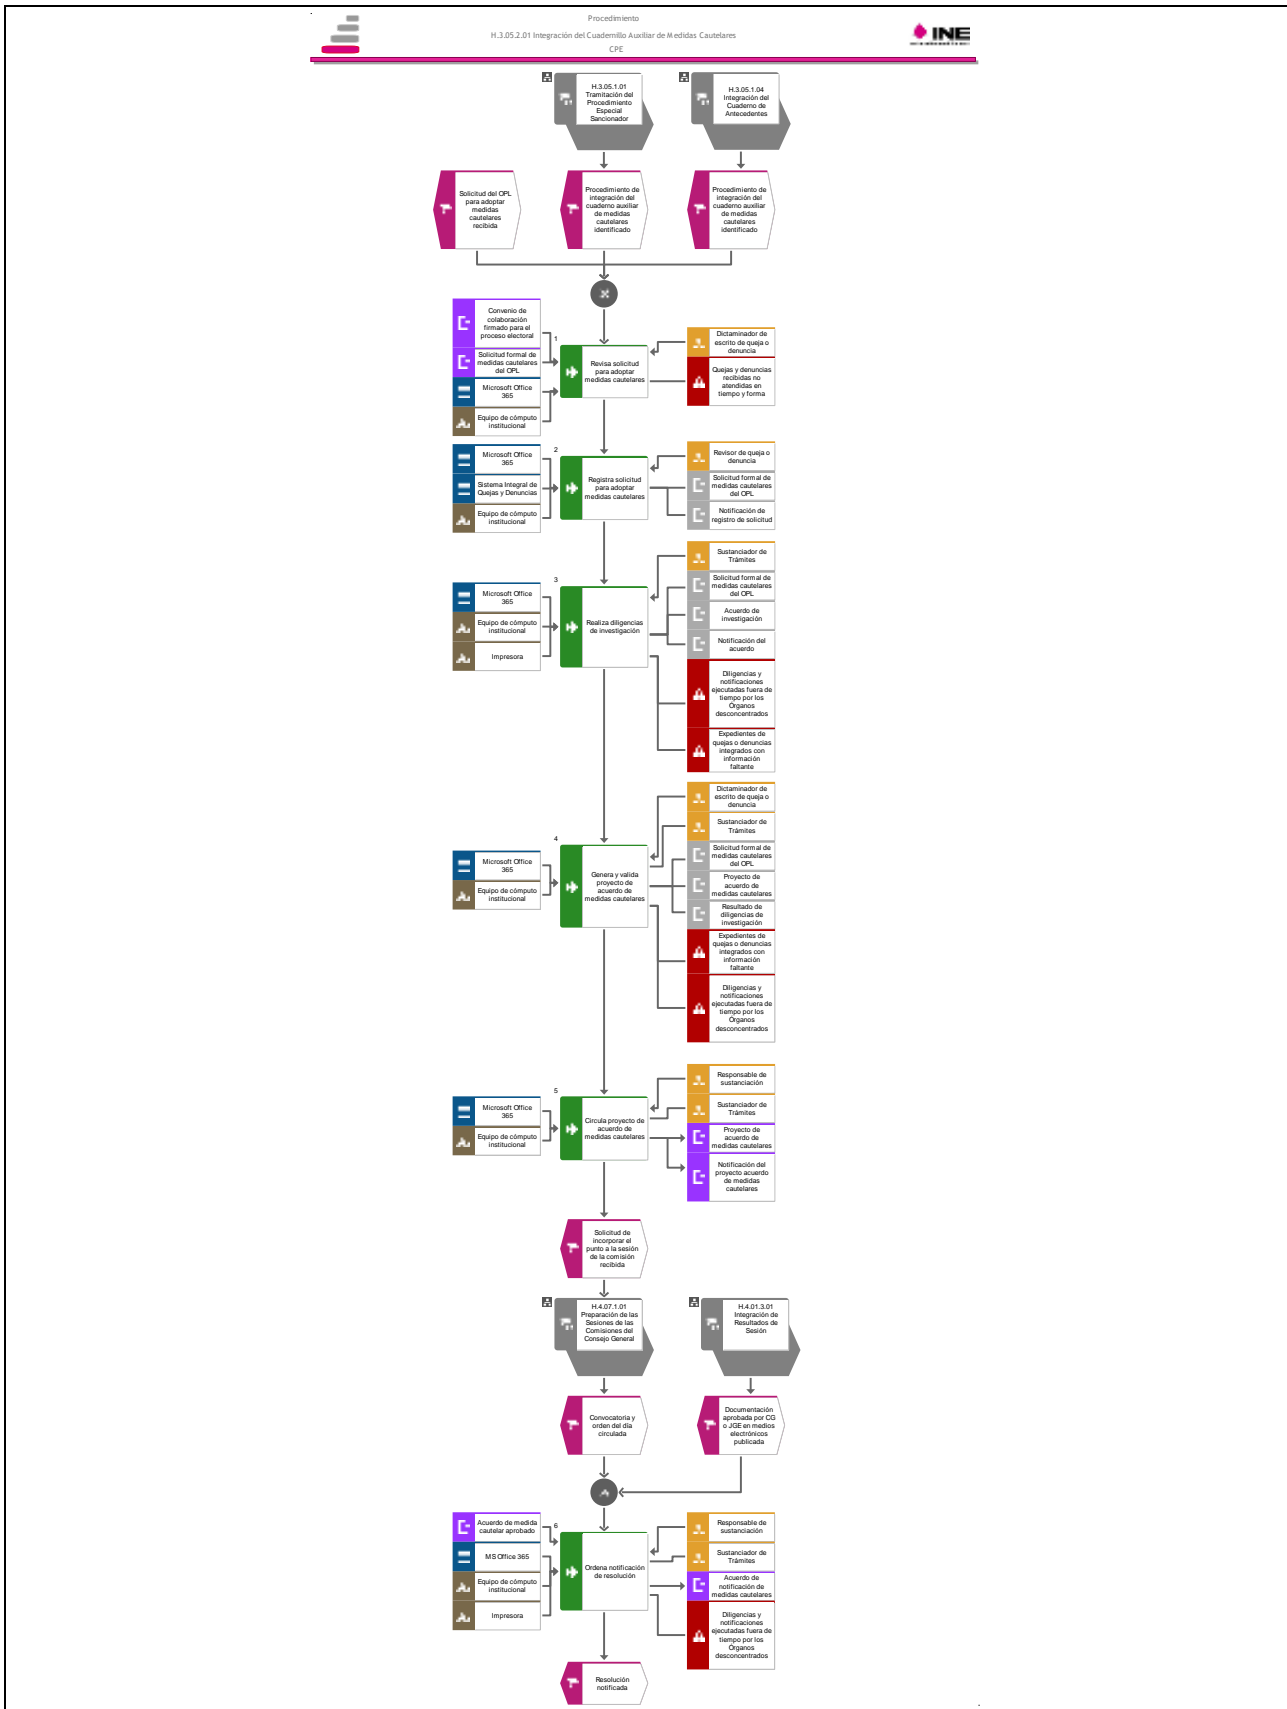 Procedimiento
H.3.05.2.01 Integración del Cuadernillo Auxiliar de Medidas Cautelares
CPE
INE
H.3.05.1.01
Tramitación del
Procedimiento
Especial
Sancionador
H.3.05.1.04
Integración del
Cuaderno de
Antecedentes
Solicitud del OPL
para adoptar
medidas
cautelares
recibida
Procedimiento de
integración del
cuaderno auxiliar
de medidas
cautelares
identificado
Procedimiento de
integración del
cuaderno auxiliar
de medidas
cautelares
identificado
Convenio de
colaboración
firmado para el
proceso electoral
Solicitud formal de
medidas cautelares
del OPL
Microsoft Office
365
Equipo de cómputo
institucional
1
Revisa solicitud
para adoptar
medidas cautelares
Dictaminador de
escrito de queja o
denuncia
Quejas y denuncias
recibidas no
atendidas en
tiempo y forma
Microsoft Office
365
Sistema Integral de
Quejas y Denuncias
Equipo de cómputo
institucional
2
Registra solicitud
para adoptar
medidas cautelares
Revisor de queja o
denuncia
Solicitud formal de
medidas cautelares
del OPL
Notificación de
registro de solicitud
Microsoft Office
365
Equipo de cómputo
institucional
Impresora
3
Realiza diligencias
de investigación
Sustanciador de
Trámites
Solicitud formal de
medidas cautelares
del OPL
Acuerdo de
investigación
Notificación del
acuerdo
Diligencias y
notificaciones
ejecutadas fuera de
tiempo por los
Órganos
desconcentrados
Expedientes de
quejas o denuncias
integrados con
información
faltante
Microsoft Office
365
Equipo de cómputo
institucional
4
Genera y valida
proyecto de
acuerdo de
medidas cautelares
Dictaminador de
escrito de queja o
denuncia
Sustanciador de
Trámites
Solicitud formal de
medidas cautelares
del OPL
Proyecto de
acuerdo de
medidas cautelares
Resultado de
diligencias de
investigación
Expedientes de
quejas o denuncias
integrados con
información
faltante
Diligencias y
notificaciones
ejecutadas fuera de
tiempo por los
Órganos
desconcentrados
Microsoft Office
365
Equipo de cómputo
institucional
5
Circula proyecto de
acuerdo de
medidas cautelares
Responsable de
sustanciación
Sustanciador de
Trámites
Proyecto de
acuerdo de
medidas cautelares
Notificación del
proyecto acuerdo
de medidas
cautelares
Solicitud de
incorporar el
punto a la sesión
de la comisión
recibida
H.4.07.1.01
Preparación de las
Sesiones de las
Comisiones del
Consejo General
H.4.01.3.01
Integración de
Resultados de
Sesión
Convocatoria y
orden del día
circulada
Documentación
aprobada por CG
o JGE en medios
electrónicos
publicada
Acuerdo de medida
cautelar aprobado
MS Office 365
Equipo de cómputo
institucional
Impresora
6
Ordena notificación
de resolución
Responsable de
sustanciación
Sustanciador de
Trámites
Acuerdo de
notificación de
medidas cautelares
Diligencias y
notificaciones
ejecutadas fuera de
tiempo por los
Órganos
desconcentrados
Resolución
notificada